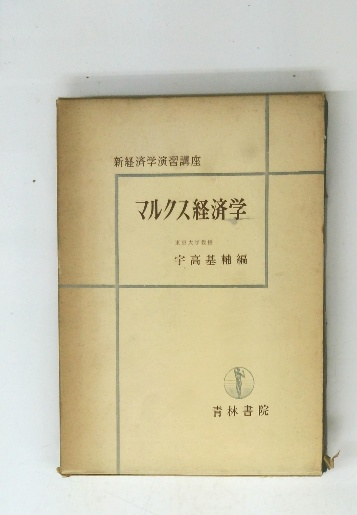 新経済学演習講座
マルクス経済学
東京大学教授
宇高基輔編
青林書院